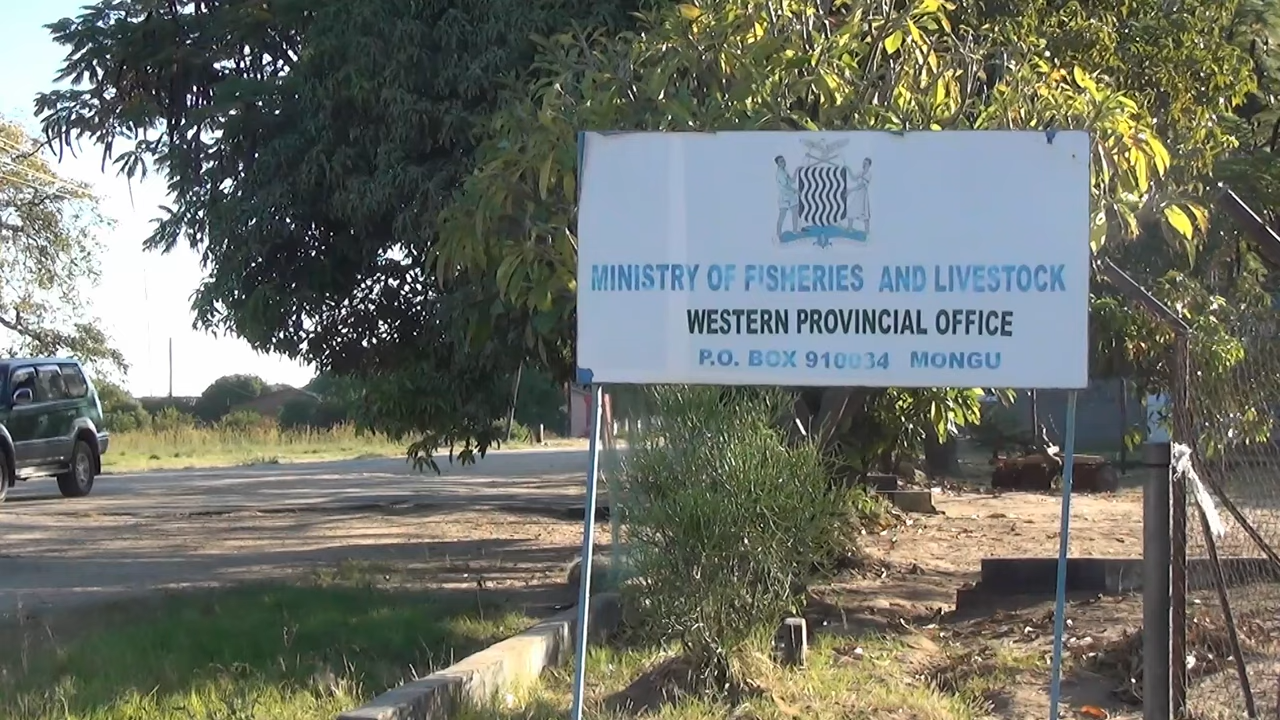 MINISTRY OF FISHERIES AND LIVESTOCK
WESTERN PROVINCIAL OFFICE
P.O. BOX 910034 MONGU